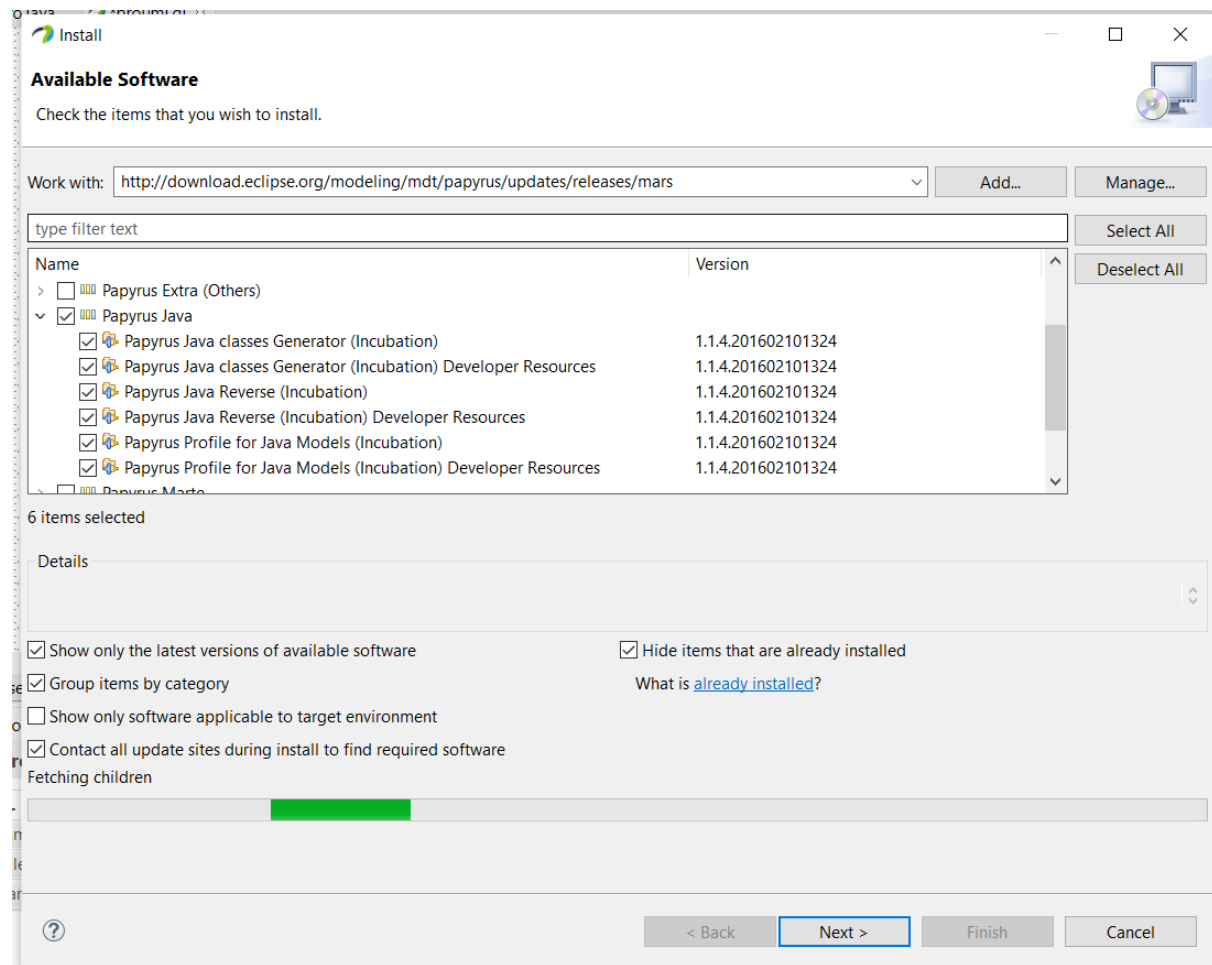 Install
Available Software
Check the items that you wish to install.
Work with: http://download.eclipse.org/modeling/mdt/papyrus/updates/releases/mars Add... Manage...
type filter text Select All
Deselect All
Name Version
Papyrus Extra (Others)
Papyrus Java
Papyrus Java classes Generator (Incubation) 1.1.4.201602101324
Papyrus Java classes Generator (Incubation) Developer Resources 1.1.4.201602101324
Papyrus Java Reverse (Incubation) 1.1.4.201602101324
Papyrus Java Reverse (Incubation) Developer Resources 1.1.4.201602101324
Papyrus Profile for Java Models (Incubation) 1.1.4.201602101324
Papyrus Profile for Java Models (Incubation) Developer Resources 1.1.4.201602101324
Papyrus Marte
6 items selected
Details
Show only the latest versions of available software Hide items that are already installed
Group items by category What is already installed?
Show only software applicable to target environment
Contact all update sites during install to find required software
Fetching children
? < Back Next > Finish Cancel